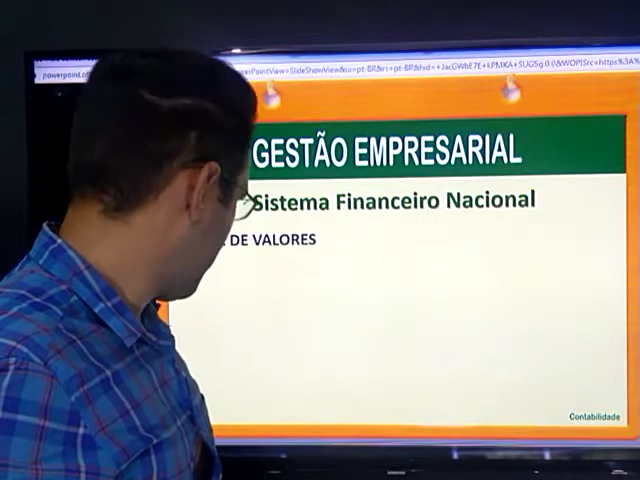 GESTÃO EMPRESARIAL
Sistema Financeiro Nacional
DE VALORES
Contabilidade